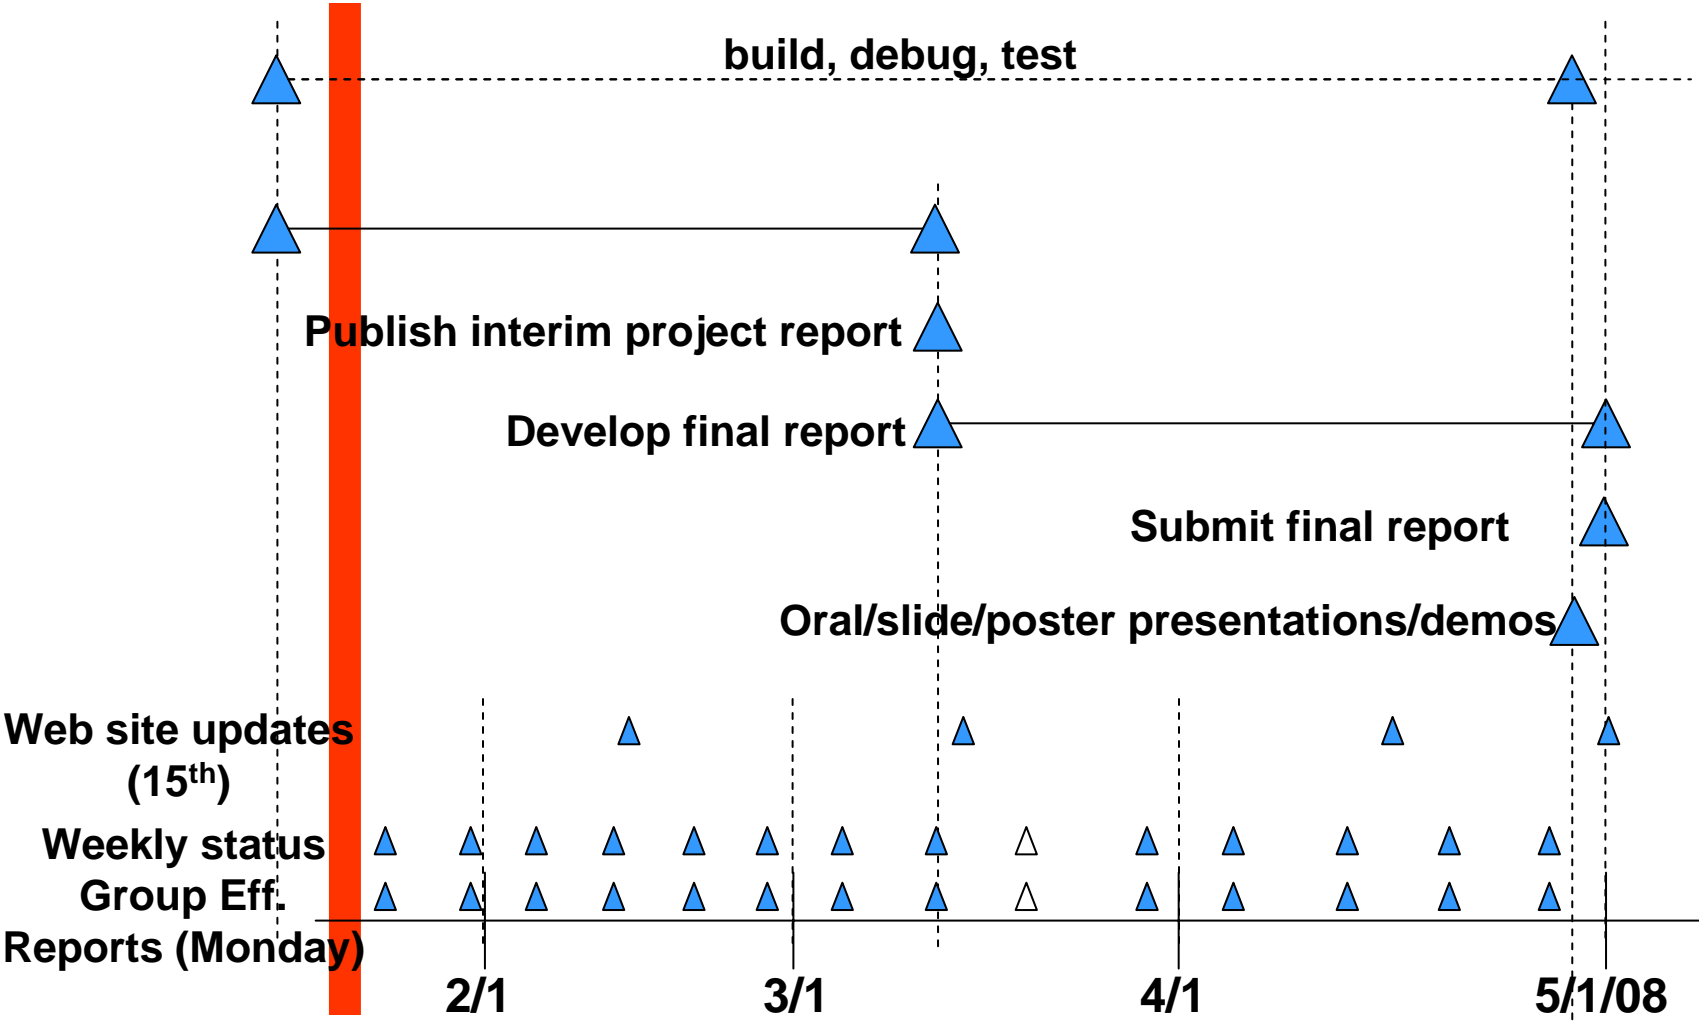 build, debug, test
Publish interim project report
Develop final report
Submit final report
Oral/slide/poster presentations/demos
Web site updates
(15th)
Weekly status
Group Eff.
Reports (Monday)
2/1
3/1
4/1
5/1/08